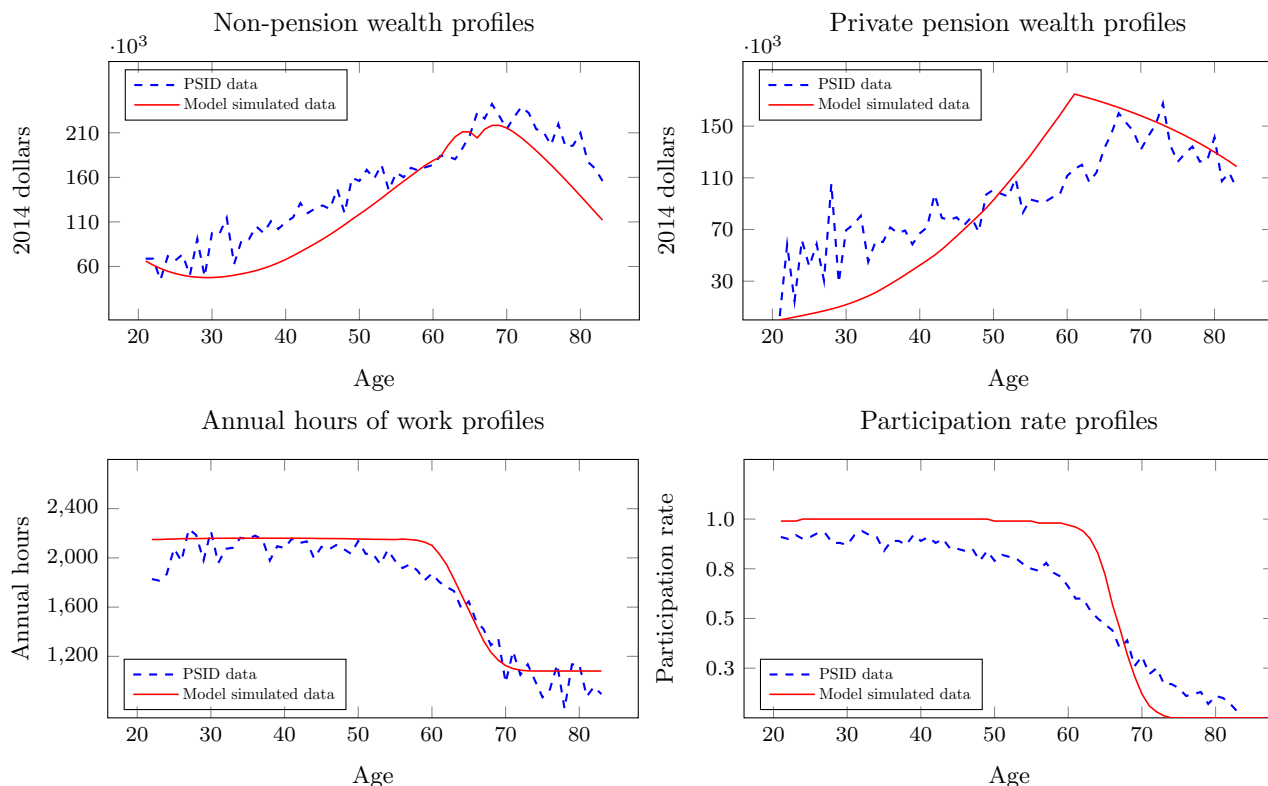 Non-pension wealth profiles
·10³
2014 dollars
210
160
110
60
PSID data
Model simulated data
20 30 40 50 60 70 80
Age
Private pension wealth profiles
·10³
2014 dollars
150
110
70
30
PSID data
Model simulated data
20 30 40 50 60 70 80
Age
Annual hours of work profiles
Annual hours
2,400
2,000
1,600
1,200
PSID data
Model simulated data
20 30 40 50 60 70 80
Age
Participation rate profiles
Participation rate
1.0
0.8
0.5
0.3
PSID data
Model simulated data
20 30 40 50 60 70 80
Age